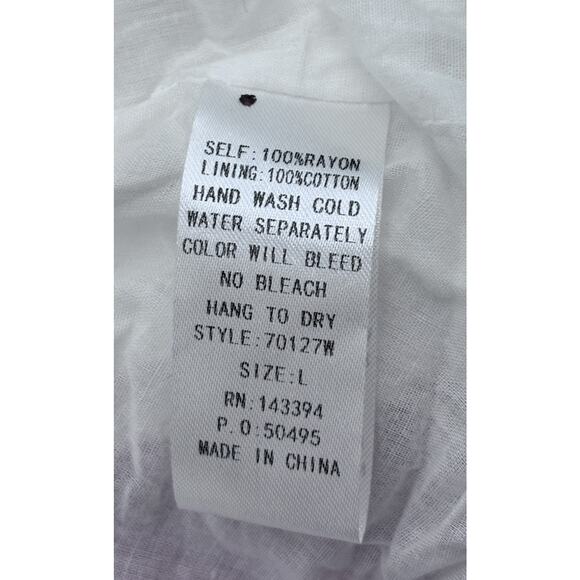 SELF:100%RAYON
LINING:100%COTTON
HAND WASH COLD
WATER SEPARATELY
COLOR WILL BLEED
NO BLEACH
HANG TO DRY
STYLE:70127W
SIZE:L
RN:143394
P.O:50495
MADE IN CHINA